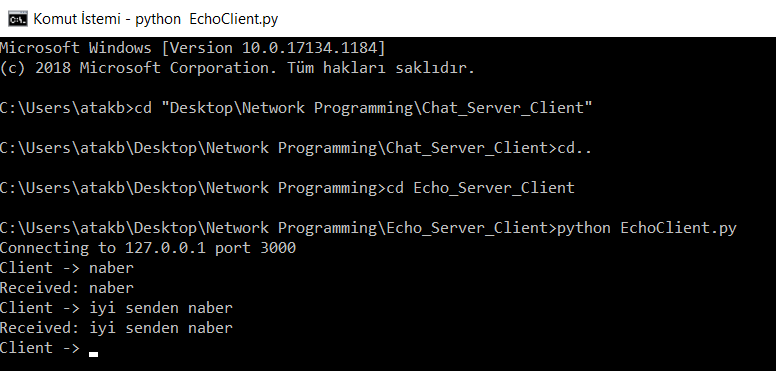 Komut İstemi - python  EchoClient.py
Microsoft Windows [Version 10.0.17134.1184]
(c) 2018 Microsoft Corporation. Tüm hakları saklıdır.
C:\Users\atakb>cd "Desktop\Network Programming\Chat_Server_Client"
C:\Users\atakb\Desktop\Network Programming\Chat_Server_Client>cd..
C:\Users\atakb\Desktop\Network Programming>cd Echo_Server_Client
C:\Users\atakb\Desktop\Network Programming\Echo_Server_Client>python EchoClient.py
Connecting to 127.0.0.1 port 3000
Client -> naber
Received: naber
Client -> iyi senden naber
Received: iyi senden naber
Client ->